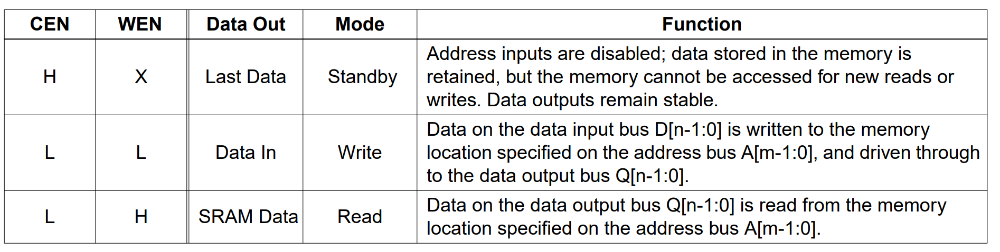 CEN WEN Data Out Mode Function
H X Last Data Standby Address inputs are disabled; data stored in the memory is
retained, but the memory cannot be accessed for new reads or
writes. Data outputs remain stable.
L L Data In Write Data on the data input bus D[n-1:0] is written to the memory
location specified on the address bus A[m-1:0], and driven through
to the data output bus Q[n-1:0].
L H SRAM Data Read Data on the data output bus Q[n-1:0] is read from the memory
location specified on the address bus A[m-1:0].